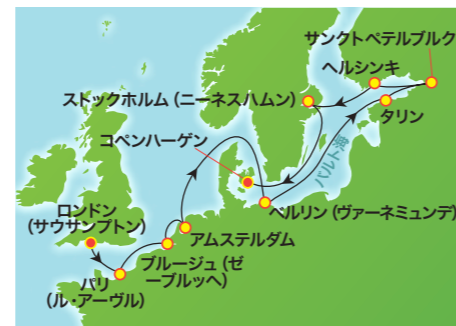 サンクトペテルブルク
ヘルシンキ
ストックホルム（ニーネスハムン）
タリン
コペンハーゲン
バルト海
ロンドン
（サウサンプトン）
ベルリン（ヴァーネミュンデ）
アムステルダム
ブルージュ（ゼ
ーブルッヘ）
パリ
（ル・アーヴル）